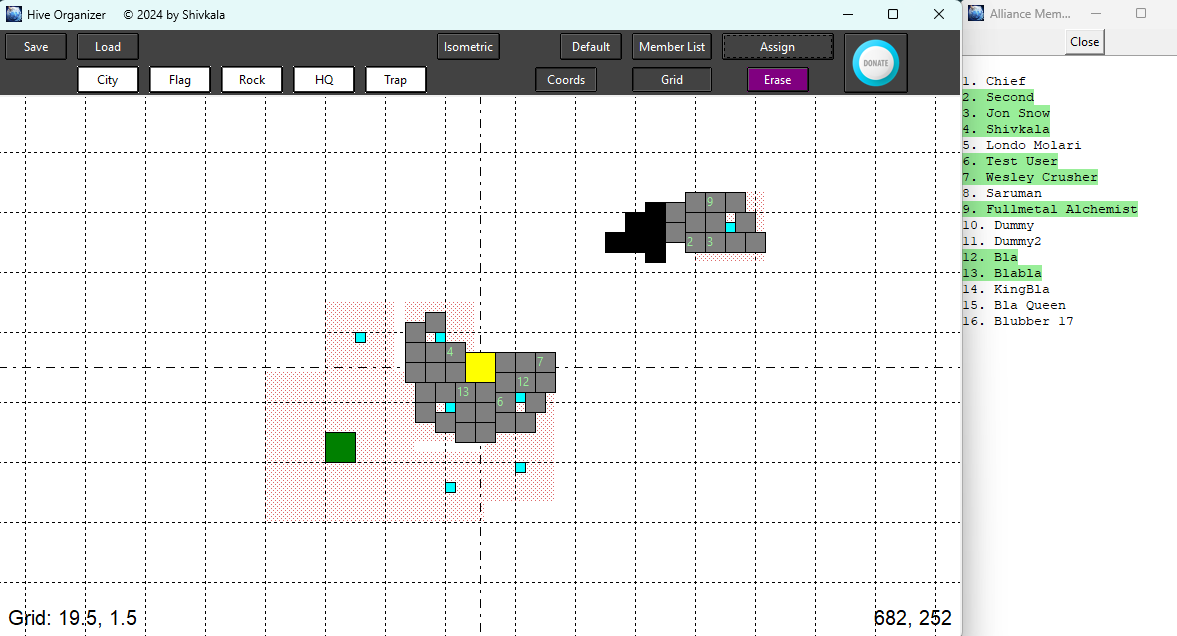 Hive Organizer © 2024 by Shivkala
Alliance Mem...
Save Load Isometric Default Member List Assign DONATE
Close
City Flag Rock HQ Trap Coords Grid Erase
1. Chief
2. Second
3. Jon Snow
4. Shivkala
5. Londo Molari
6. Test User
7. Wesley Crusher
8. Saruman
9. Fullmetal Alchemist
10. Dummy
11. Dummy2
12. Bla
13. Blabla
14. KingBla
15. Bla Queen
16. Blubber 17
9
2 3
4 7
12
13
6
Grid: 19.5, 1.5
682, 252